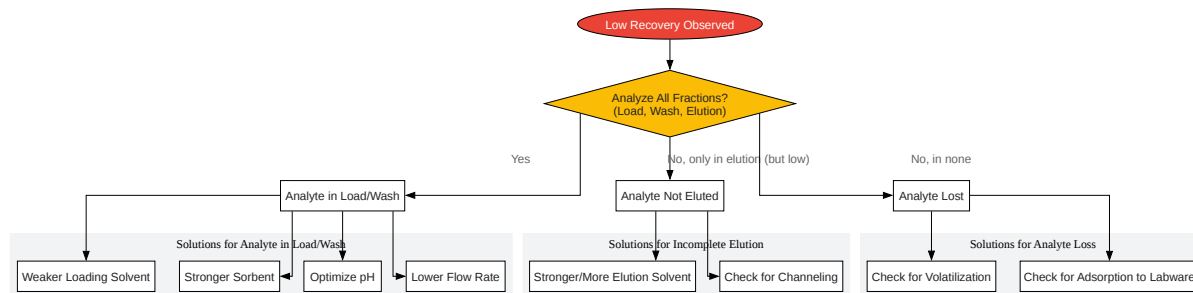 Low Recovery Observed
Analyze All Fractions?
(Load, Wash, Elution)
Yes
No, only in elution (but low)
No, in none
Analyte in Load/Wash
Analyte Not Eluted
Analyte Lost
Solutions for Analyte in Load/Wash
Solutions for Incomplete Elution
Solutions for Analyte Loss
Weaker Loading Solvent
Stronger Sorbent
Optimize pH
Lower Flow Rate
Stronger/More Elution Solvent
Check for Channeling
Check for Volatilization
Check for Adsorption to Labware